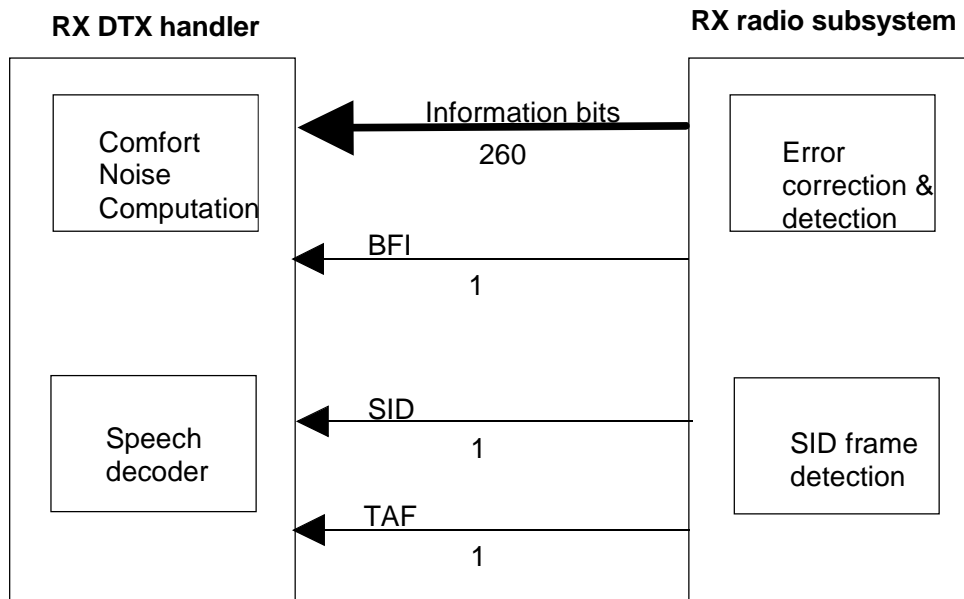 RX DTX handler
RX radio subsystem
Comfort
Noise
Computation
Information bits
260
Error
correction &
detection
BFI
1
Speech
decoder
SID
1
SID frame
detection
TAF
1